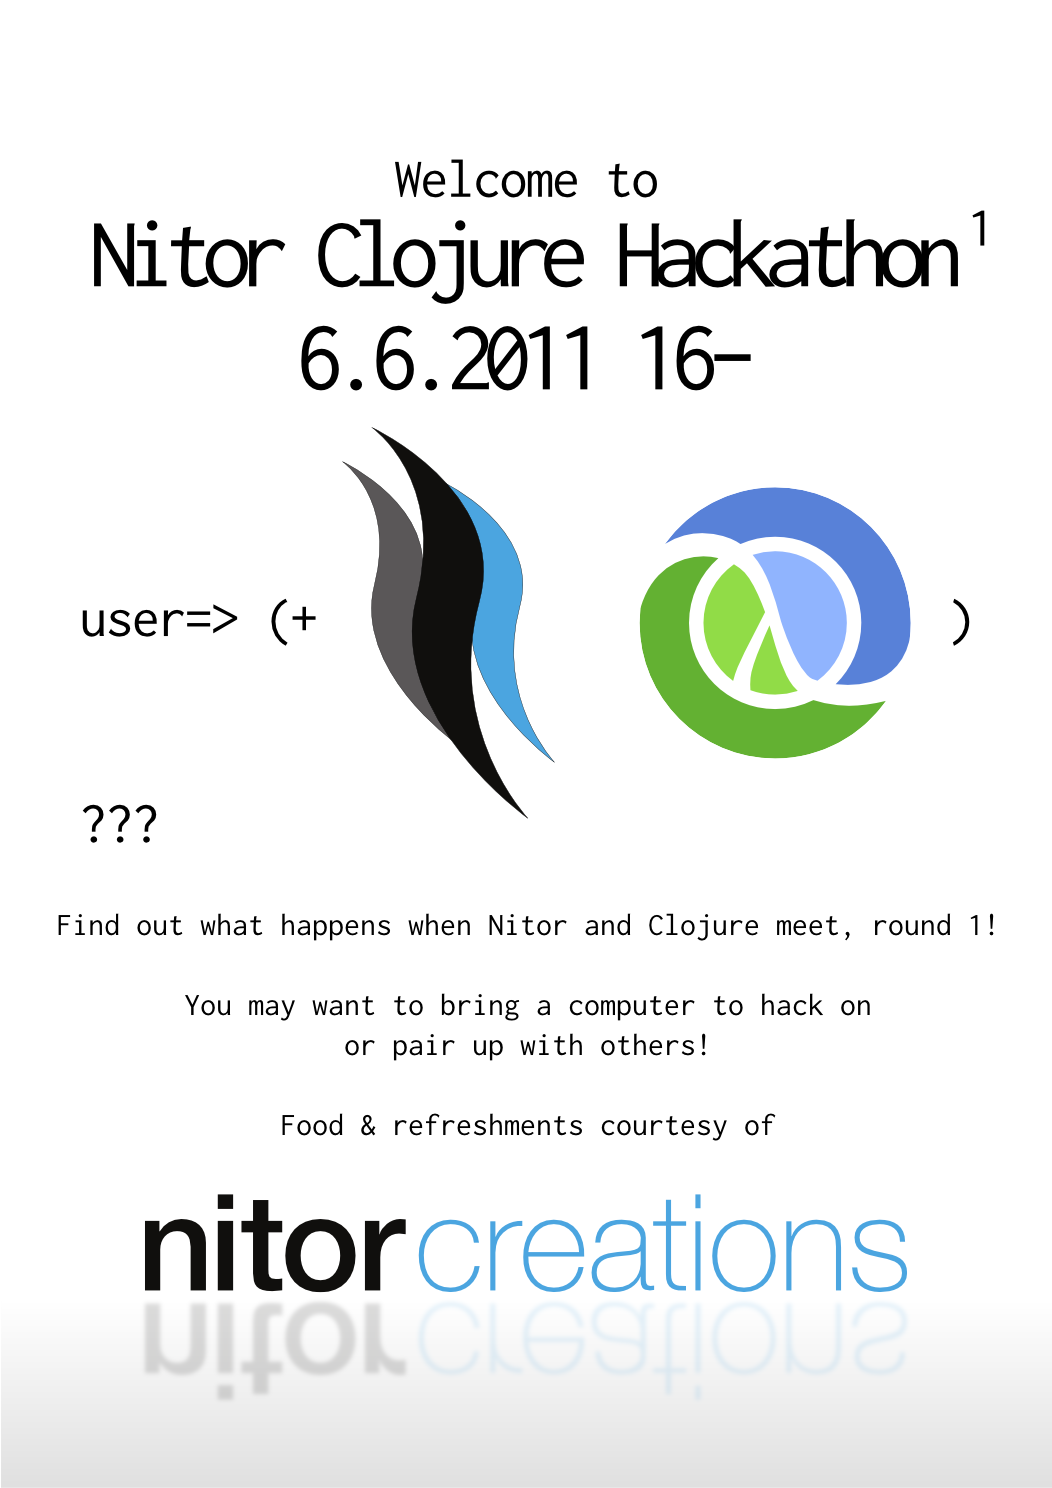 Welcome to
Nitor Clojure Hackathon¹
6.6.2011 16–
user=> (+ )
???
Find out what happens when Nitor and Clojure meet, round 1!
You may want to bring a computer to hack on
or pair up with others!
Food & refreshments courtesy of
nitorcreations